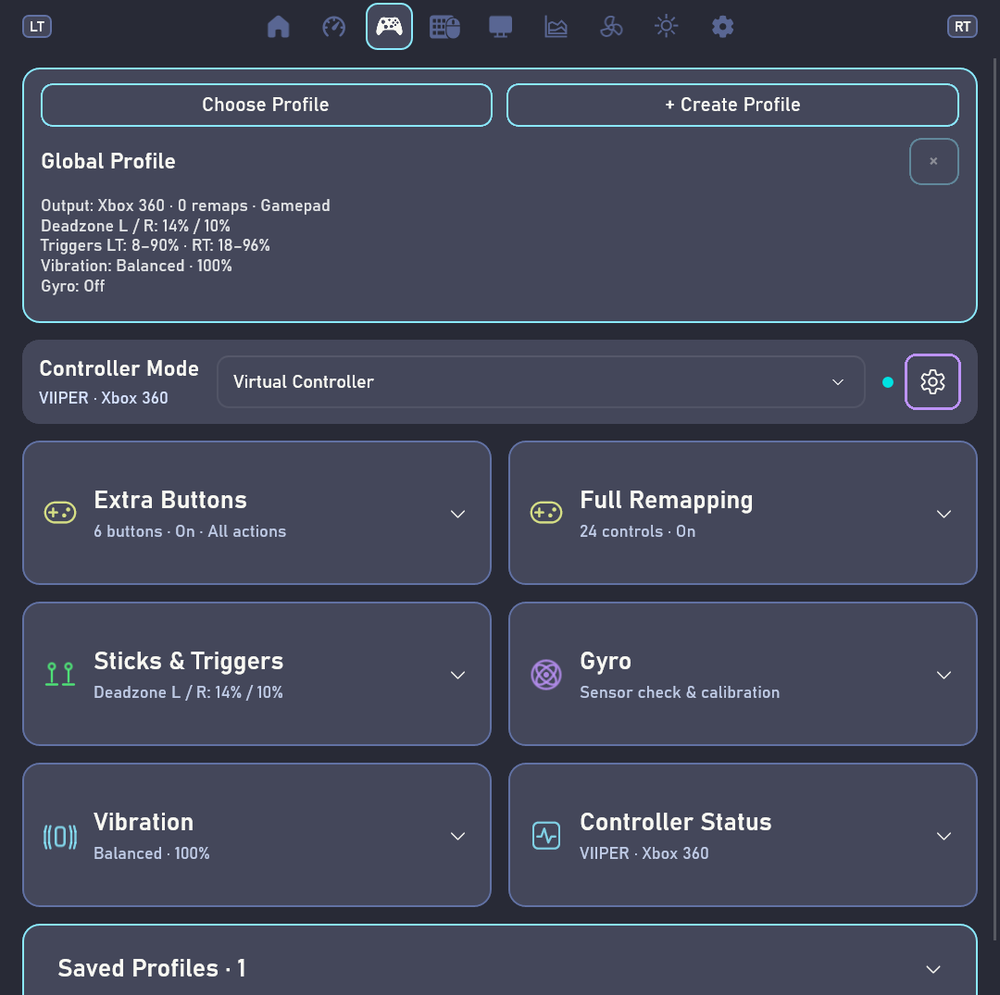 LT
RT
Choose Profile
+ Create Profile
Global Profile
×
Output: Xbox 360 · 0 remaps · Gamepad
Deadzone L / R: 14% / 10%
Triggers LT: 8–90% · RT: 18–96%
Vibration: Balanced · 100%
Gyro: Off
Controller Mode
VIIPER · Xbox 360
Virtual Controller
Extra Buttons
6 buttons · On · All actions
Full Remapping
24 controls · On
Sticks & Triggers
Deadzone L / R: 14% / 10%
Gyro
Sensor check & calibration
Vibration
Balanced · 100%
Controller Status
VIIPER · Xbox 360
Saved Profiles · 1